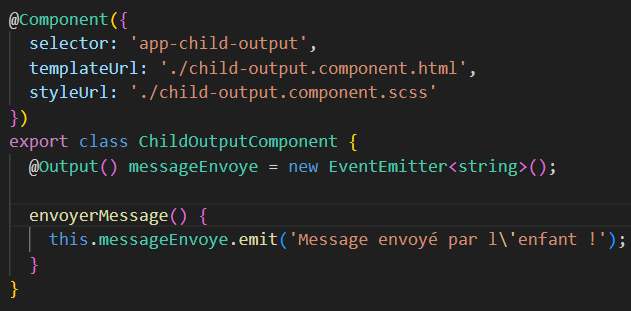 @Component({
  selector: 'app-child-output',
  templateUrl: './child-output.component.html',
  styleUrl: './child-output.component.scss'
})
export class ChildOutputComponent {
  @Output() messageEnvoye = new EventEmitter<string>();

  envoyerMessage() {
    this.messageEnvoye.emit('Message envoyé par l\'enfant !');
  }
}